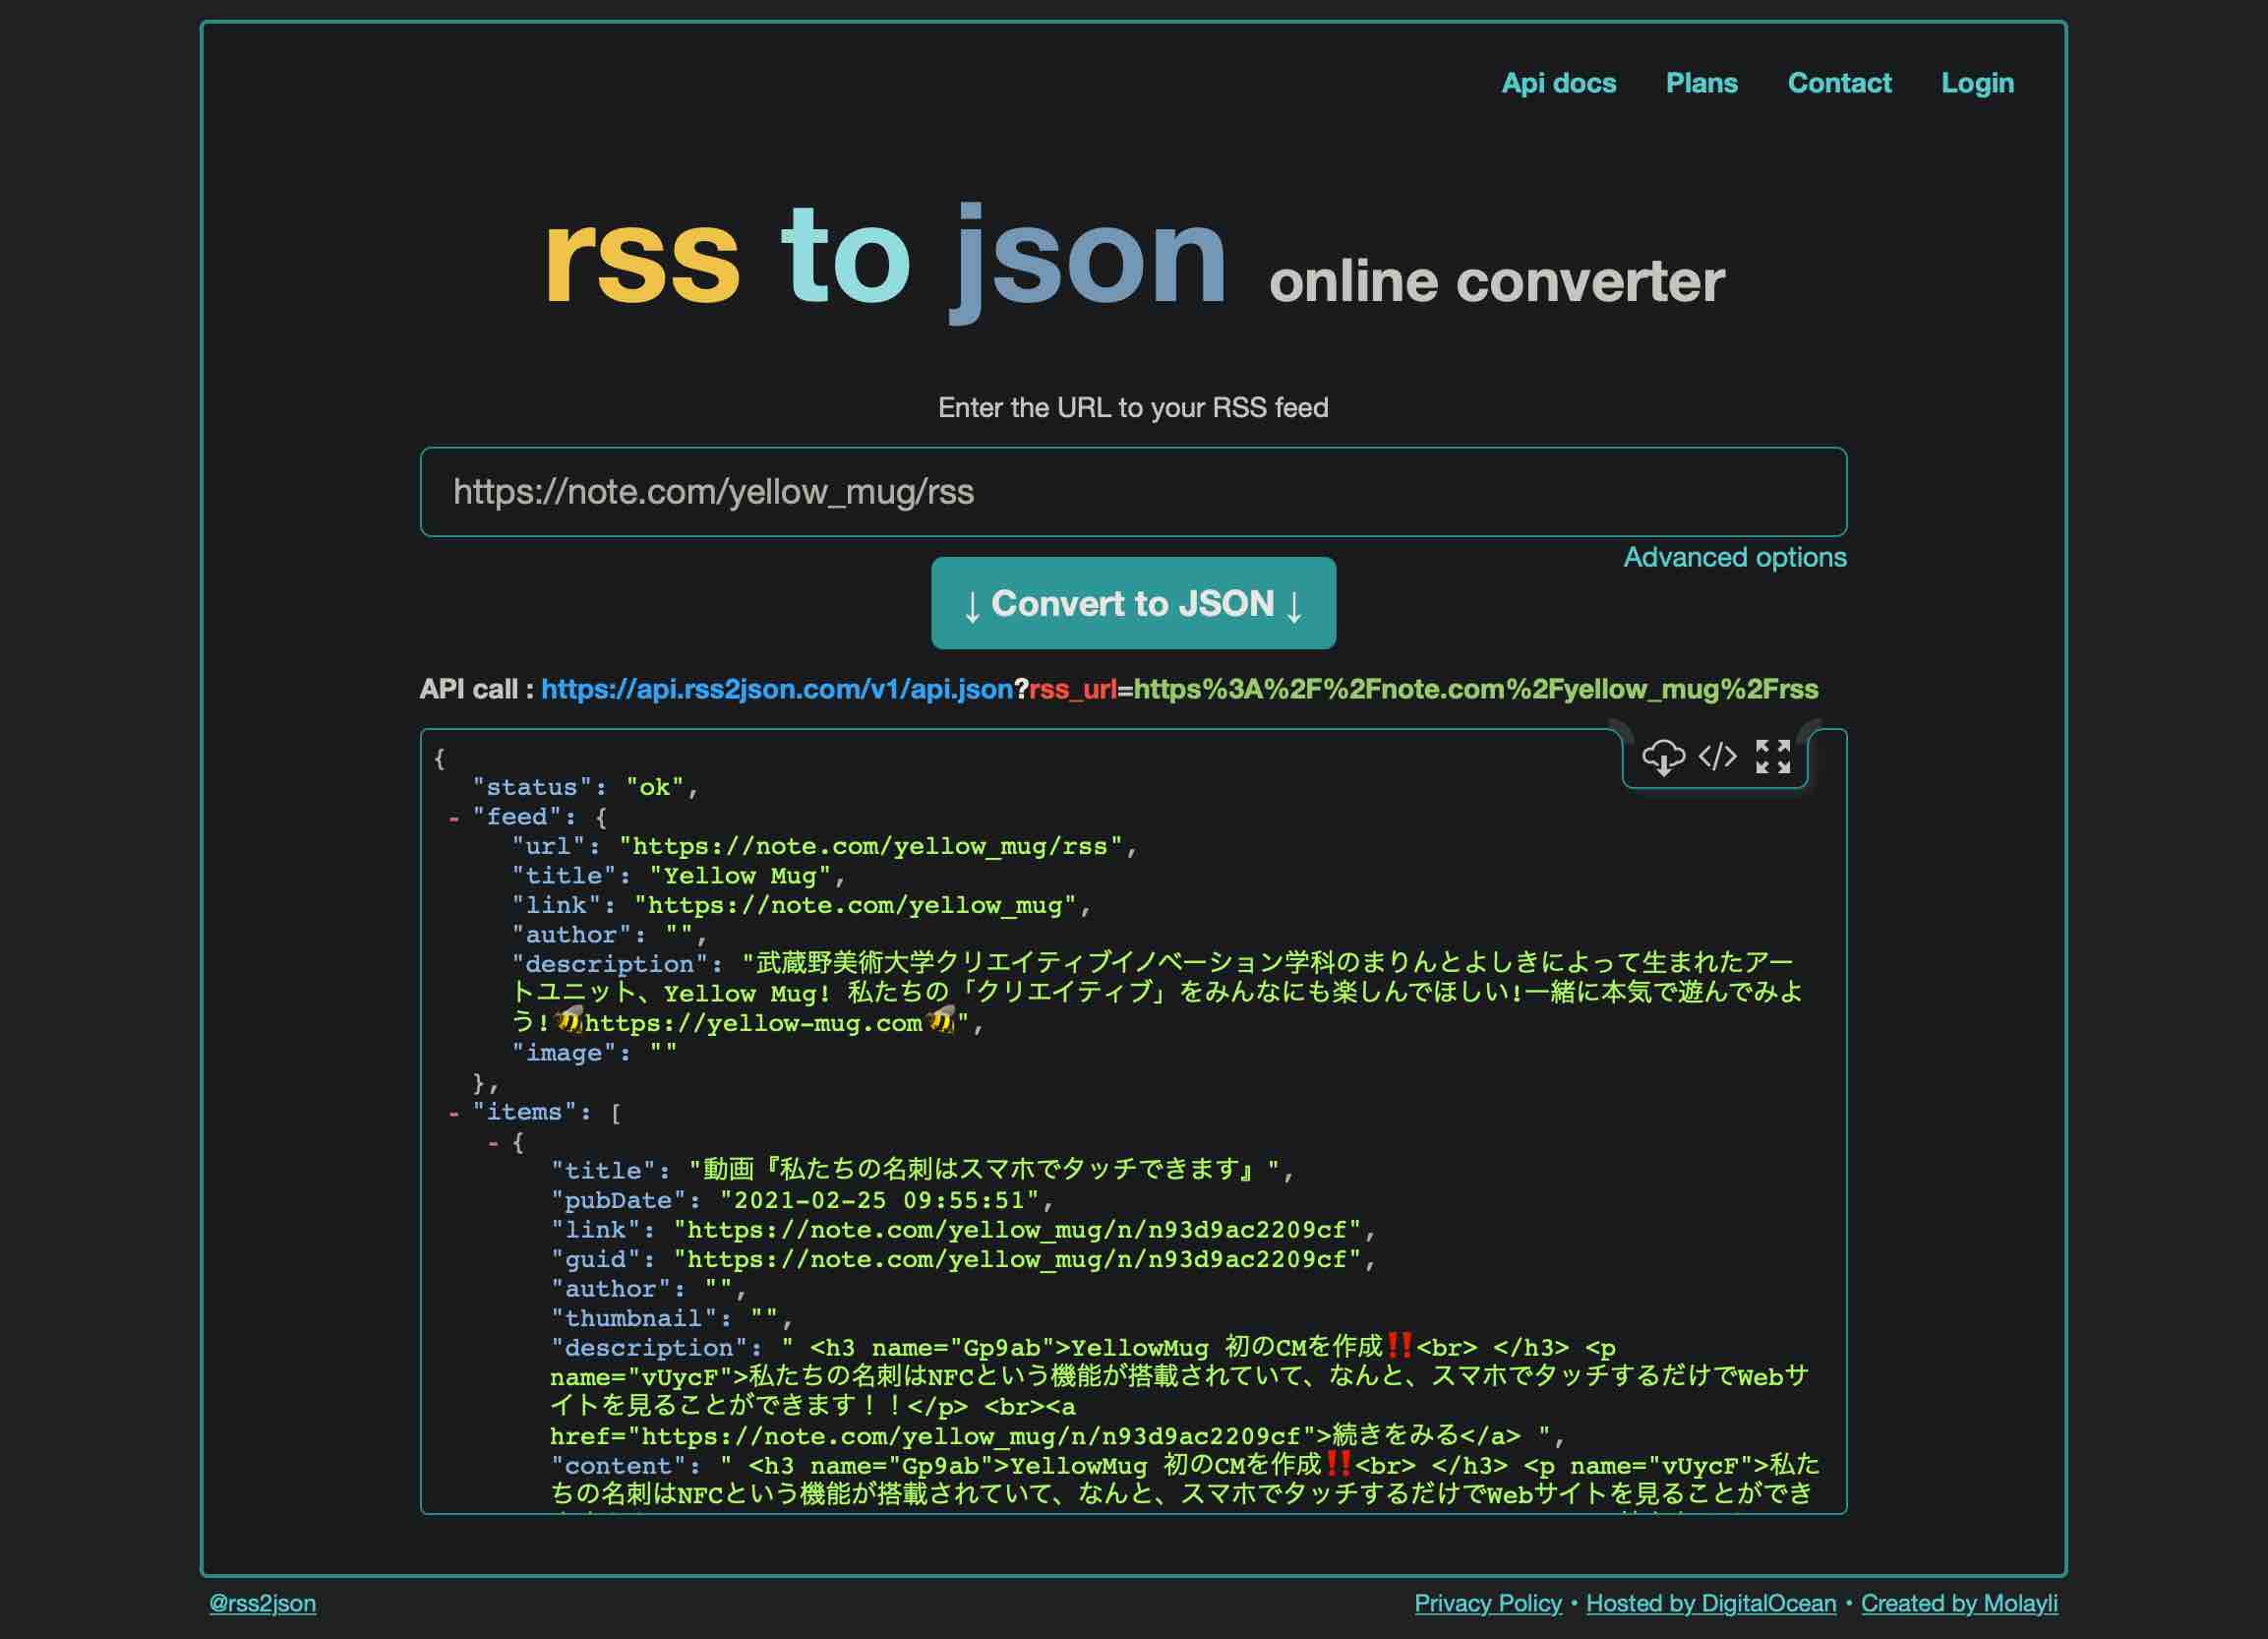 Api docs Plans Contact Login
rss to json online converter
Enter the URL to your RSS feed
https://note.com/yellow_mug/rss
Advanced options
↓ Convert to JSON ↓
API call : https://api.rss2json.com/v1/api.json?rss_url=https%3A%2F%2Fnote.com%2Fyellow_mug%2Frss
{
"status": "ok",
- "feed": {
"url": "https://note.com/yellow_mug/rss",
"title": "Yellow Mug",
"link": "https://note.com/yellow_mug",
"author": "",
"description": "武蔵野美術大学クリエイティブイノベーション学科のまりんとよしきによって生まれたアー
トユニット、Yellow Mug! 私たちの「クリエイティブ」をみんなにも楽しんでほしい!一緒に本気で遊んでみよ
う!🐝https://yellow-mug.com🐝",
"image": ""
},
- "items": [
- {
"title": "動画『私たちの名刺はスマホでタッチできます』",
"pubDate": "2021-02-25 09:55:51",
"link": "https://note.com/yellow_mug/n/n93d9ac2209cf",
"guid": "https://note.com/yellow_mug/n/n93d9ac2209cf",
"author": "",
"thumbnail": "",
"description": " <h3 name="Gp9ab">YellowMug 初のCMを作成‼️<br> </h3> <p
name="vUycF">私たちの名刺はNFCという機能が搭載されていて、なんと、スマホでタッチするだけでWebサ
イトを見ることができます！！</p> <br><a
href="https://note.com/yellow_mug/n/n93d9ac2209cf">続きをみる</a> ",
"content": " <h3 name="Gp9ab">YellowMug 初のCMを作成‼️<br> </h3> <p name="vUycF">私た
ちの名刺はNFCという機能が搭載されていて、なんと、スマホでタッチするだけでWebサイトを見ることができ
@rss2json
Privacy Policy • Hosted by DigitalOcean • Created by Molayli